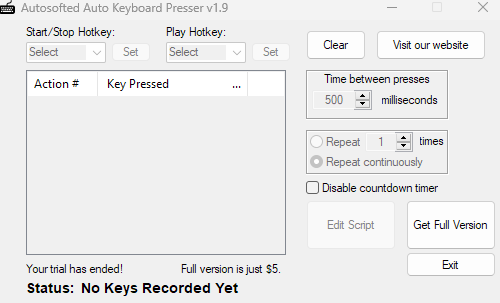 Autosofted Auto Keyboard Presser v1.9
Start/Stop Hotkey:
Play Hotkey:
Select
Set
Select
Set
Clear
Visit our website
Action #
Key Pressed
...
Time between presses
500
milliseconds
Repeat
1
times
Repeat continuously
Disable countdown timer
Edit Script
Get Full Version
Exit
Your trial has ended!
Full version is just $5.
Status: No Keys Recorded Yet